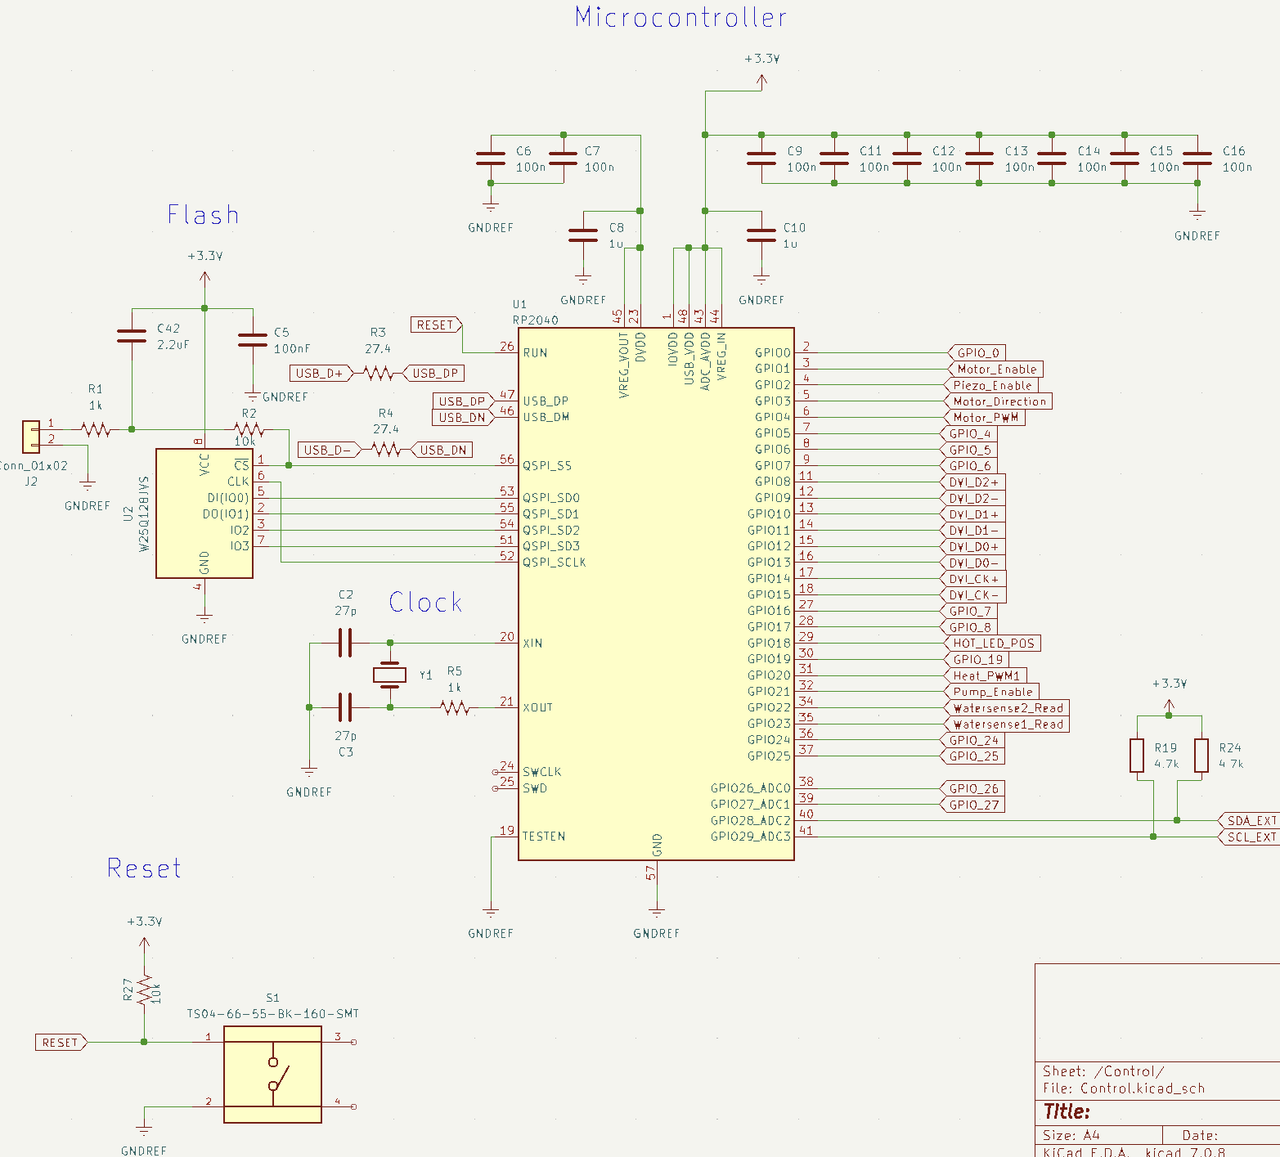 Microcontroller
+3.3V
C6
100n
C7
100n
C9
100n
C11
100n
C12
100n
C13
100n
C14
100n
C15
100n
C16
100n
GNDREF
GNDREF
C8
1u
GNDREF
C10
1u
GNDREF
Flash
+3.3V
C42
2.2uF
C5
100nF
GNDREF
R1
1k
R2
10k
1
2
Conn_01x02
J2
GNDREF
U2
W25Q128JVS
8
VCC
CS
1
CLK
6
DI(IO0)
5
DO(IO1)
2
IO2
3
IO3
7
GND
4
GNDREF
RESET
R3
27.4
USB_D+
USB_DP
USB_DP
USB_DN
R4
27.4
USB_D-
USB_DN
U1
RP2040
45
23
1
48
43
44
VREG_VOUT
DVDD
IOVDD
USB_VDD
ADC_AVDD
VREG_IN
26
RUN
47
USB_DP
46
USB_DM
56
QSPI_SS
53
QSPI_SD0
55
QSPI_SD1
54
QSPI_SD2
51
QSPI_SD3
52
QSPI_SCLK
20
XIN
21
XOUT
24
SWCLK
25
SWD
19
TESTEN
GND
57
GNDREF
GNDREF
GPIO0 2 GPIO_0
GPIO1 3 Motor_Enable
GPIO2 4 Piezo_Enable
GPIO3 5 Motor_Direction
GPIO4 6 Motor_PWM
GPIO5 7 GPIO_4
GPIO6 8 GPIO_5
GPIO7 9 GPIO_6
GPIO8 11 DVI_D2+
GPIO9 12 DVI_D2-
GPIO10 13 DVI_D1+
GPIO11 14 DVI_D1-
GPIO12 15 DVI_D0+
GPIO13 16 DVI_D0-
GPIO14 17 DVI_CK+
GPIO15 18 DVI_CK-
GPIO16 27 GPIO_7
GPIO17 28 GPIO_8
GPIO18 29 HOT_LED_POS
GPIO19 30 GPIO_19
GPIO20 31 Heat_PWM1
GPIO21 32 Pump_Enable
GPIO22 34 Watersense2_Read
GPIO23 35 Watersense1_Read
GPIO24 36 GPIO_24
GPIO25 37 GPIO_25
GPIO26_ADC0 38 GPIO_26
GPIO27_ADC1 39 GPIO_27
GPIO28_ADC2 40 SDA_EXT
GPIO29_ADC3 41 SCL_EXT
+3.3V
R19
4.7k
R24
4.7k
Clock
C2
27p
Y1
R5
1k
27p
C3
GNDREF
Reset
+3.3V
R27
10k
S1
TS04-66-55-BK-160-SMT
RESET
1
3
2
4
GNDREF
Sheet: /Control/
File: Control.kicad_sch
Title:
Size: A4
Date:
KiCad E.D.A. kicad 7.0.8